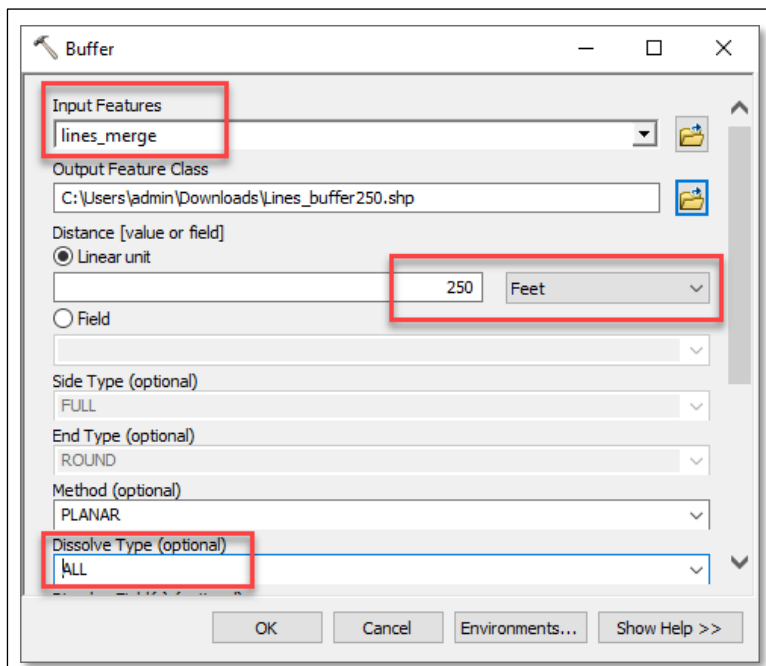 Buffer
Input Features
lines_merge
Output Feature Class
C:\Users\admin\Downloads\Lines_buffer250.shp
Distance [value or field]
Linear unit
250 Feet
Field
Side Type (optional)
FULL
End Type (optional)
ROUND
Method (optional)
PLANAR
Dissolve Type (optional)
ALL
OK Cancel Environments... Show Help >>